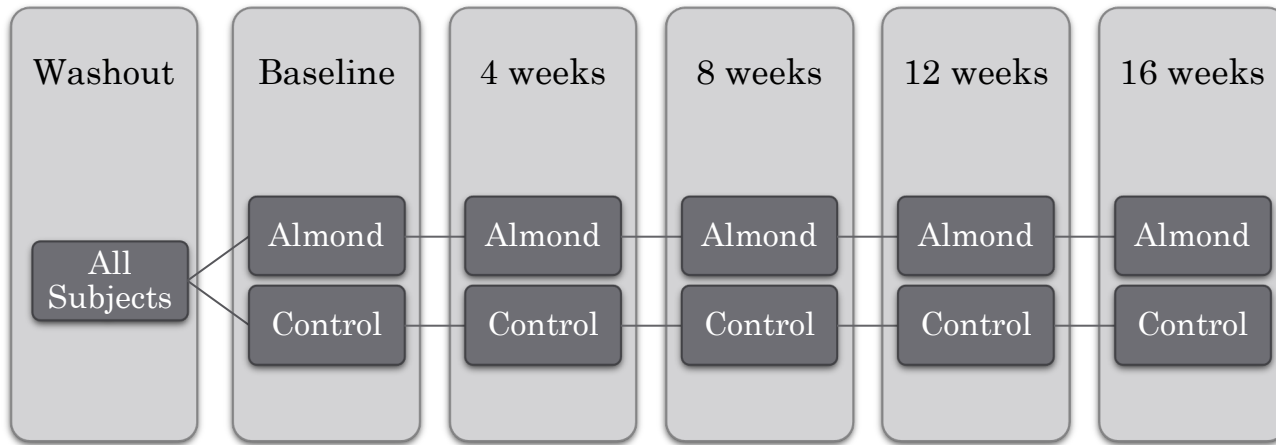 Washout
Baseline
4 weeks
8 weeks
12 weeks
16 weeks
All
Subjects
Almond
Almond
Almond
Almond
Almond
Control
Control
Control
Control
Control